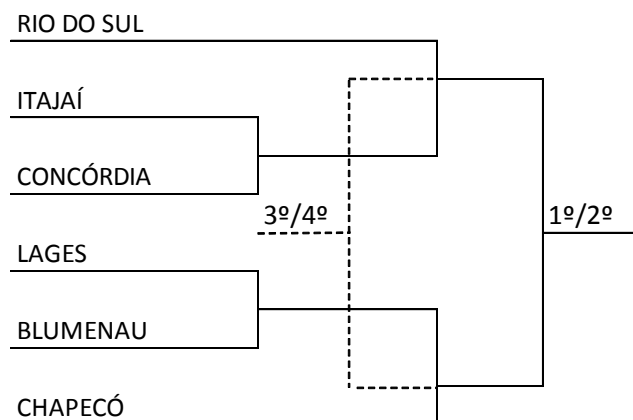 RIO DO SUL
ITAJAÍ
CONCÓRDIA
3º/4º
1º/2º
LAGES
BLUMENAU
CHAPECÓ